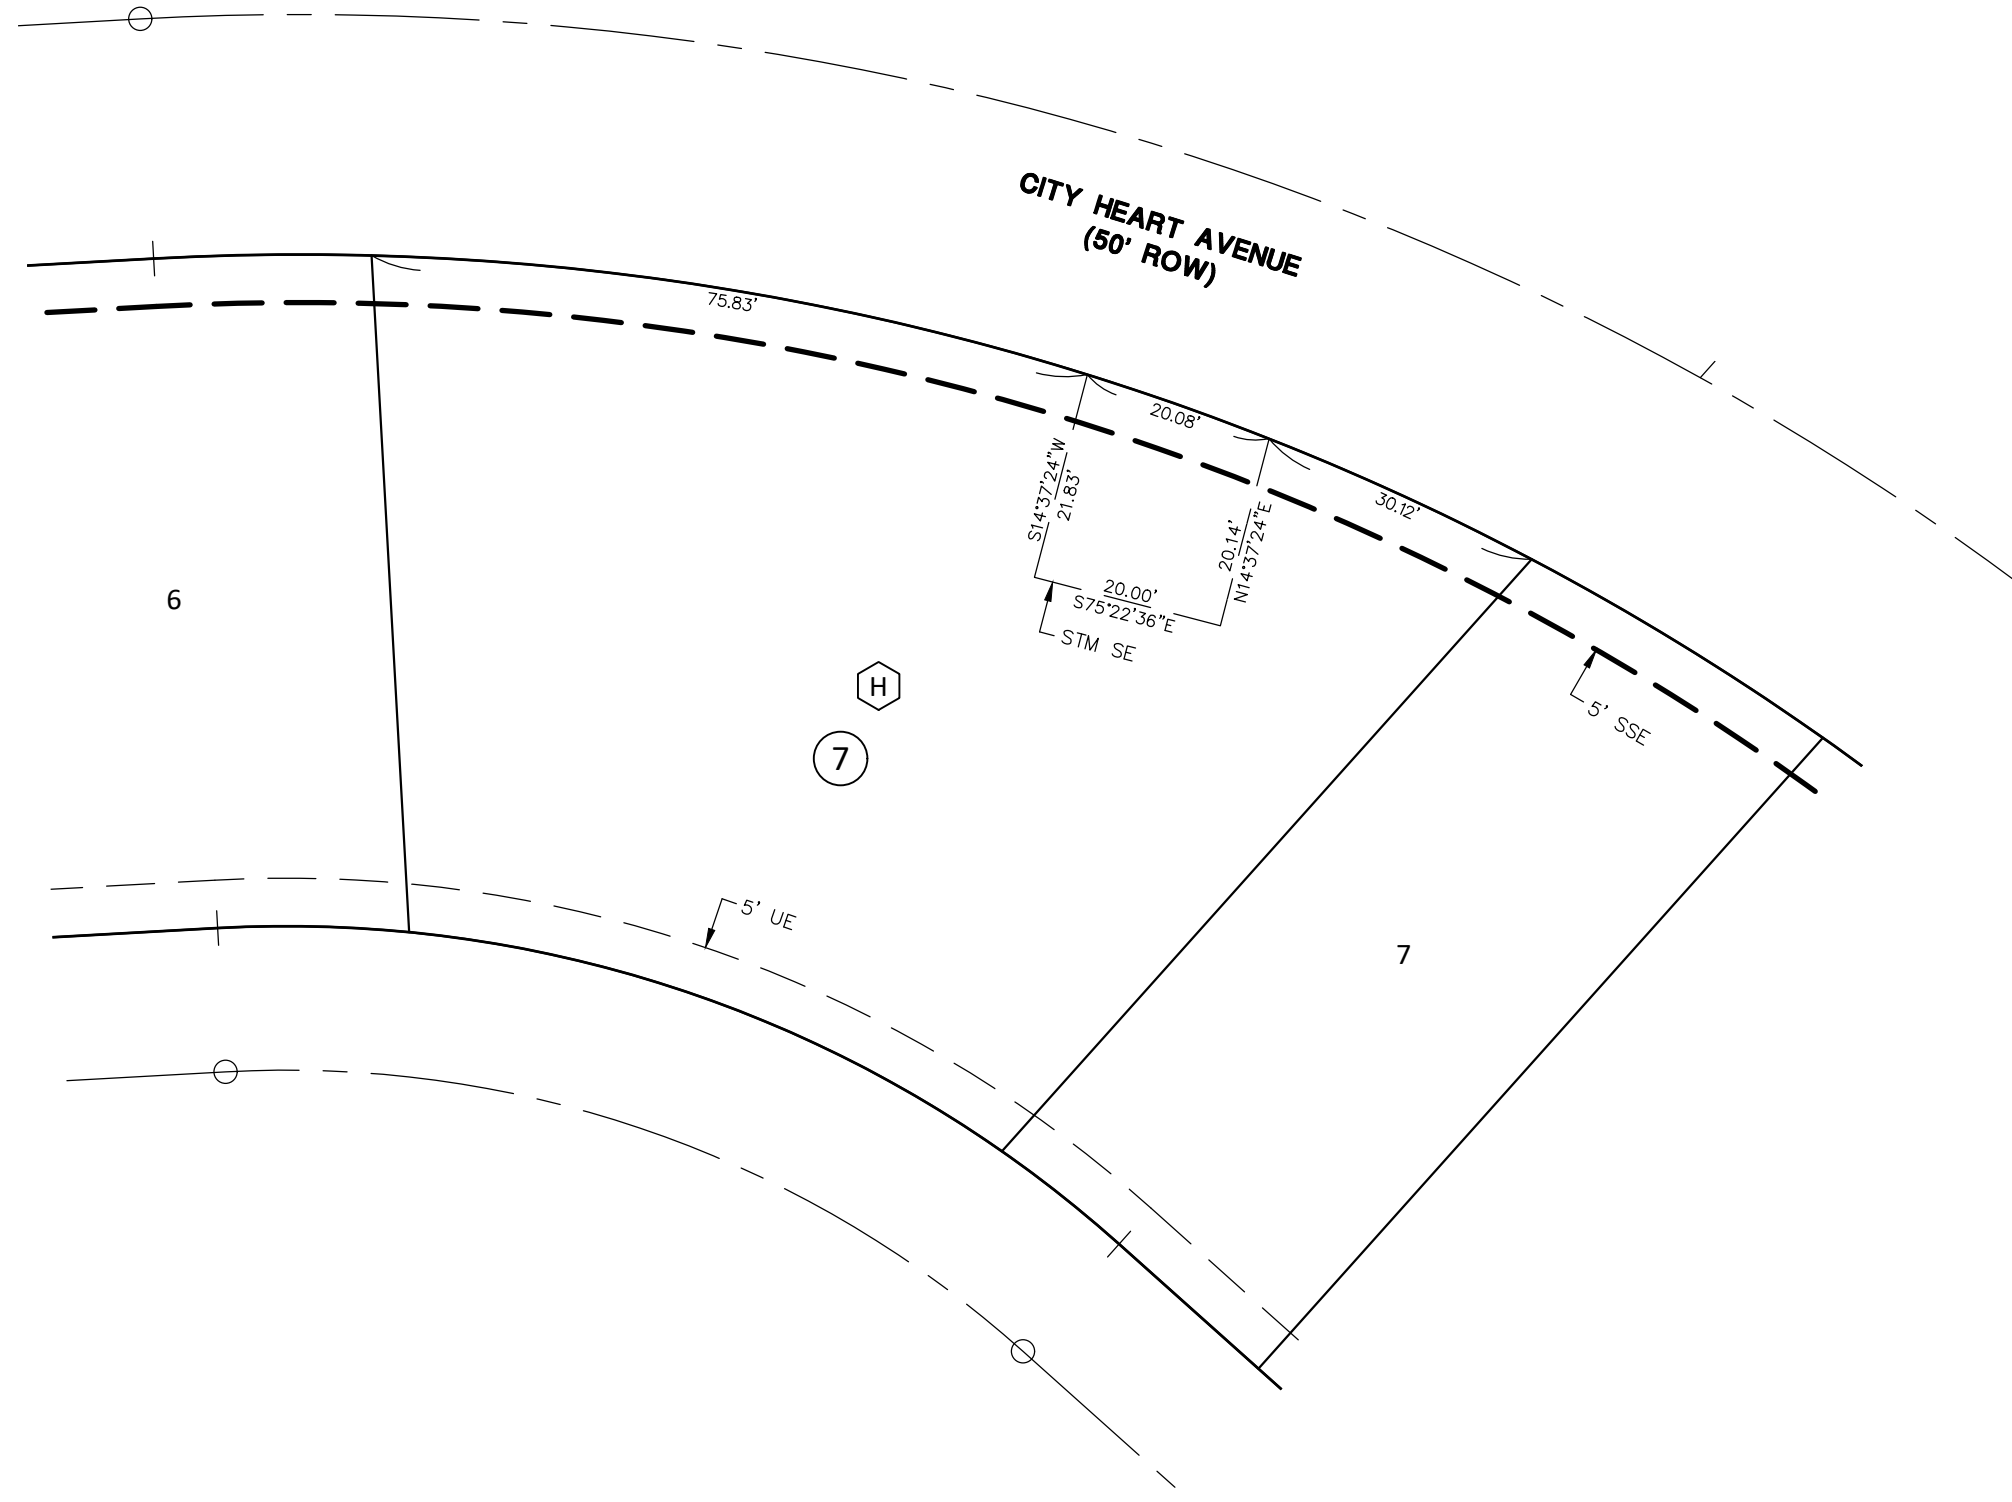 CITY HEART AVENUE
(50' ROW)
75.83'
20.08'
30.12'
S14°37'24"W
21.83'
20.14'
N14°37'24"E
20.00'
S75°22'36"E
STM SE
6
H
7
5' SSE
5' UE
7